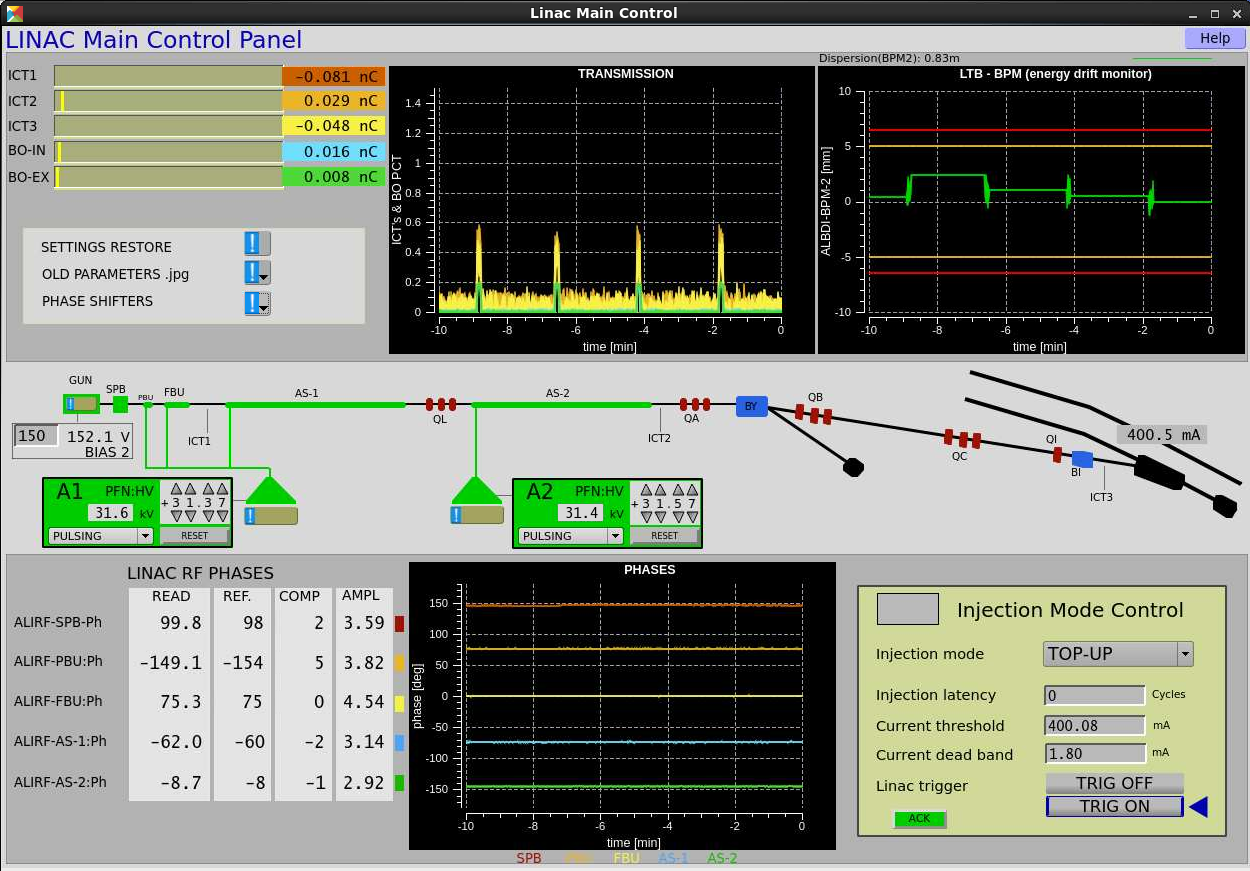 Linac Main Control
LINAC Main Control Panel
Help
ICT1 -0.081 nC
ICT2 0.029 nC
ICT3 -0.048 nC
BO-IN 0.016 nC
BO-EX 0.008 nC
SETTINGS RESTORE
OLD PARAMETERS .jpg
PHASE SHIFTERS
TRANSMISSION
ICT's & BO PCT
1.4
1.2
1
0.8
0.6
0.4
0.2
0
-10 -8 -6 -4 -2 0
time [min]
Dispersion(BPM2): 0.83m
LTB - BPM (energy drift monitor)
ALBDI-BPM-2 [mm]
10
5
0
-5
-10
-10 -8 -6 -4 -2 0
time [min]
GUN
SPB
PBU
FBU
AS-1
AS-2
QL
QA
BY
QB
QC
QI
BI
ICT1
ICT2
ICT3
400.5 mA
150 152.1 V
BIAS 2
A1 PFN:HV
31.6 kV
+31.37
PULSING RESET
A2 PFN:HV
31.4 kV
+31.57
PULSING RESET
LINAC RF PHASES
READ REF. COMP AMPL
ALIRF-SPB-Ph 99.8 98 2 3.59
ALIRF-PBU:Ph -149.1 -154 5 3.82
ALIRF-FBU:Ph 75.3 75 0 4.54
ALIRF-AS-1:Ph -62.0 -60 -2 3.14
ALIRF-AS-2:Ph -8.7 -8 -1 2.92
PHASES
phase [deg]
150
100
50
0
-50
-100
-150
-10 -8 -6 -4 -2 0
time [min]
SPB PBU FBU AS-1 AS-2
Injection Mode Control
Injection mode TOP-UP
Injection latency 0 Cycles
Current threshold 400.08 mA
Current dead band 1.80 mA
Linac trigger TRIG OFF
TRIG ON
ACK